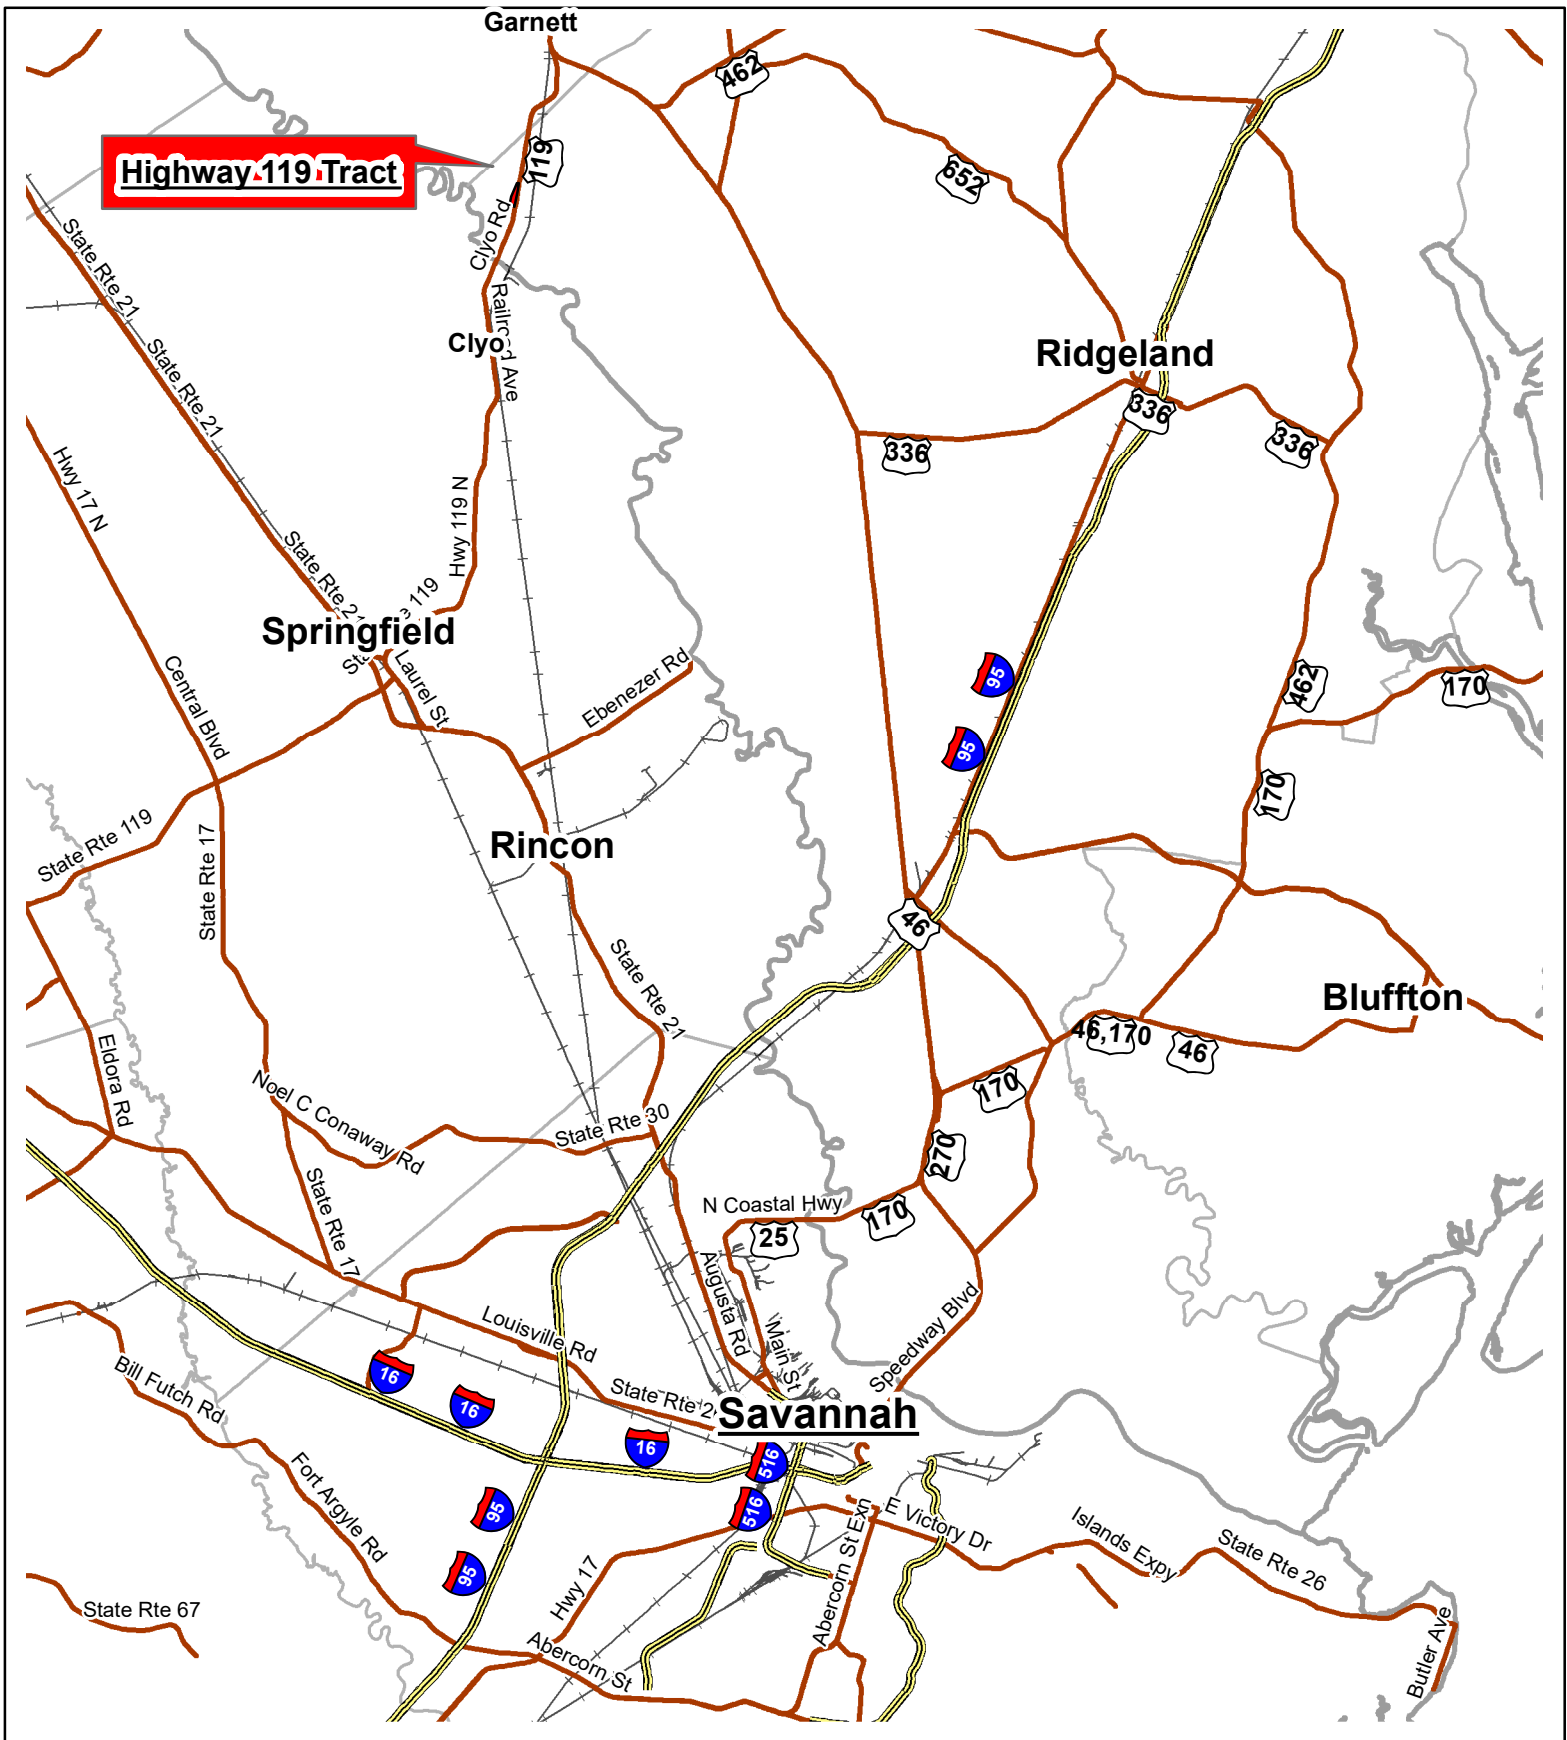 Garnett
462
119
Highway 119 Tract
652
Clyo Rd
State Rte 21
Railroad Ave
Clyo
Ridgeland
State Rte 21
336
336
336
Hwy 17 N
Hwy 119 N
State Rte 21
Springfield
Laurel St
Ebenezer Rd
95
462
170
Central Blvd
95
170
State Rte 119
State Rte 17
Rincon
46
State Rte 21
Bluffton
46,170
46
Eldora Rd
Noel C Conaway Rd
170
State Rte 30
270
State Rte 17
N Coastal Hwy
170
25
Augusta Rd
Louisville Rd
Main St
Speedway Blvd
16
Bill Futch Rd
16
State Rte 2
Savannah
16
516
Fort Argyle Rd
95
516
Abercorn St Exn
E Victory Dr
Islands Expy
State Rte 26
95
Hwy 17
State Rte 67
Abercorn St
Butler Ave